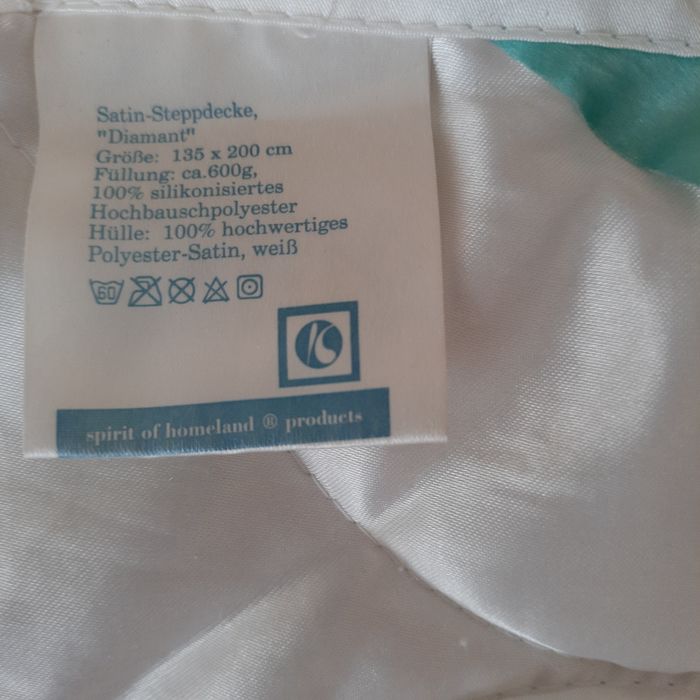 Satin-Steppdecke,
"Diamant"
Größe: 135 x 200 cm
Füllung: ca.600g,
100% silikonisiertes
Hochbauschpolyester
Hülle: 100% hochwertiges
Polyester-Satin, weiß
60
K
spirit of homeland ® products